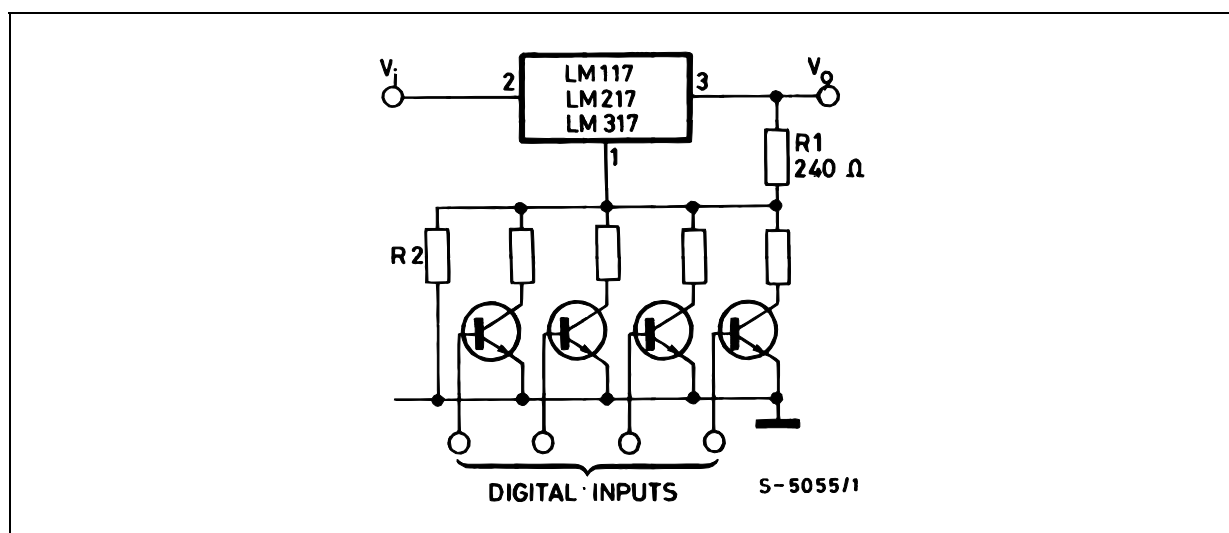 Vi
2
LM117
LM217
LM317
3
Vo
1
R1
240 Ω
R2
DIGITAL INPUTS
S-5055/1